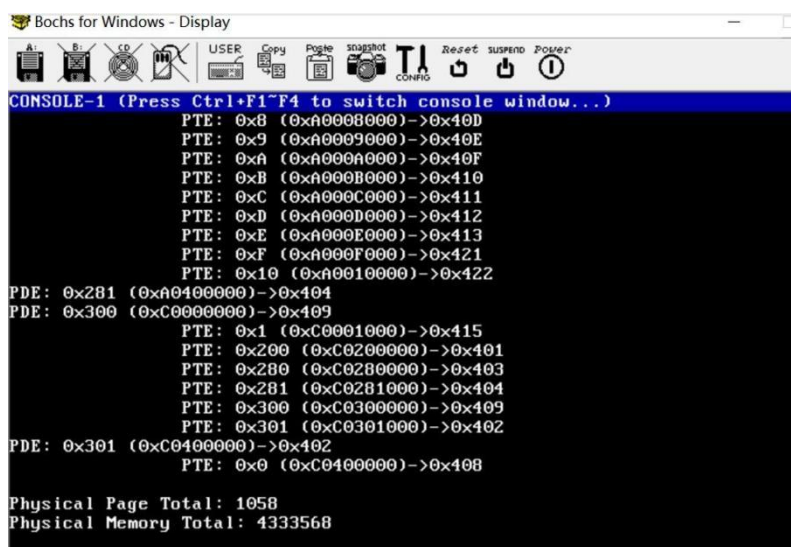 Bochs for Windows - Display
A: B: CD USER Copy Paste snapshot CONFIG Reset SUSPEND Power
CONSOLE-1 (Press Ctrl+F1~F4 to switch console window...)
PTE: 0x8 (0xA0008000)->0x40D
PTE: 0x9 (0xA0009000)->0x40E
PTE: 0xA (0xA000A000)->0x40F
PTE: 0xB (0xA000B000)->0x410
PTE: 0xC (0xA000C000)->0x411
PTE: 0xD (0xA000D000)->0x412
PTE: 0xE (0xA000E000)->0x413
PTE: 0xF (0xA000F000)->0x421
PTE: 0x10 (0xA0010000)->0x422
PDE: 0x281 (0xA0400000)->0x404
PDE: 0x300 (0xC0000000)->0x409
PTE: 0x1 (0xC0001000)->0x415
PTE: 0x200 (0xC0200000)->0x401
PTE: 0x280 (0xC0280000)->0x403
PTE: 0x281 (0xC0281000)->0x404
PTE: 0x300 (0xC0300000)->0x409
PTE: 0x301 (0xC0301000)->0x402
PDE: 0x301 (0xC0400000)->0x402
PTE: 0x0 (0xC0400000)->0x408
Physical Page Total: 1058
Physical Memory Total: 4333568